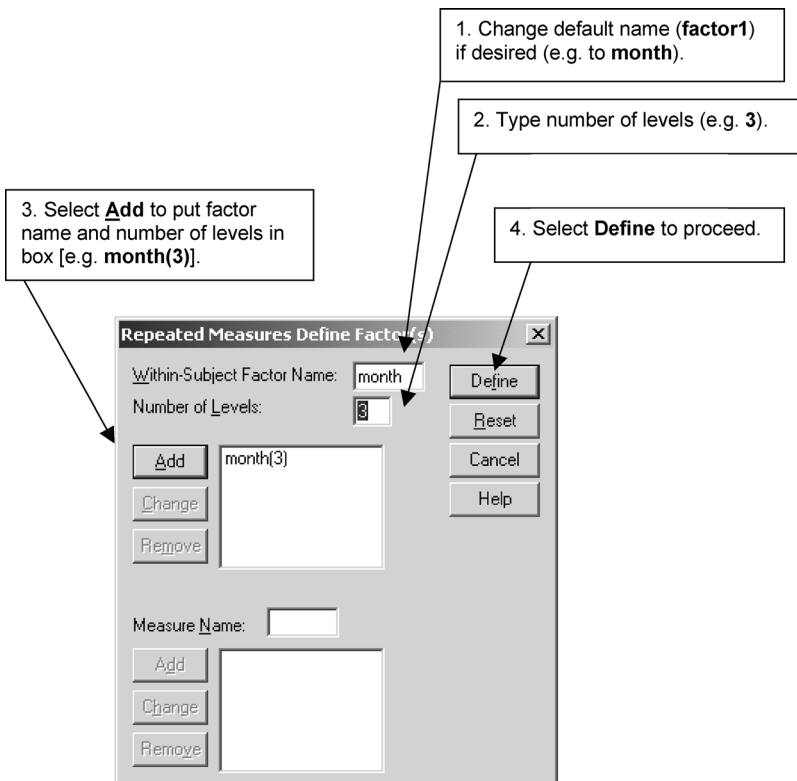 1. Change default name (factor1)
if desired (e.g. to month).
2. Type number of levels (e.g. 3).
3. Select Add to put factor
name and number of levels in
box [e.g. month(3)].
4. Select Define to proceed.
Repeated Measures Define Factor(s)
Within-Subject Factor Name: month
Define
Number of Levels: 3
Reset
Add
month(3)
Cancel
Change
Help
Remove
Measure Name:
Add
Change
Remove